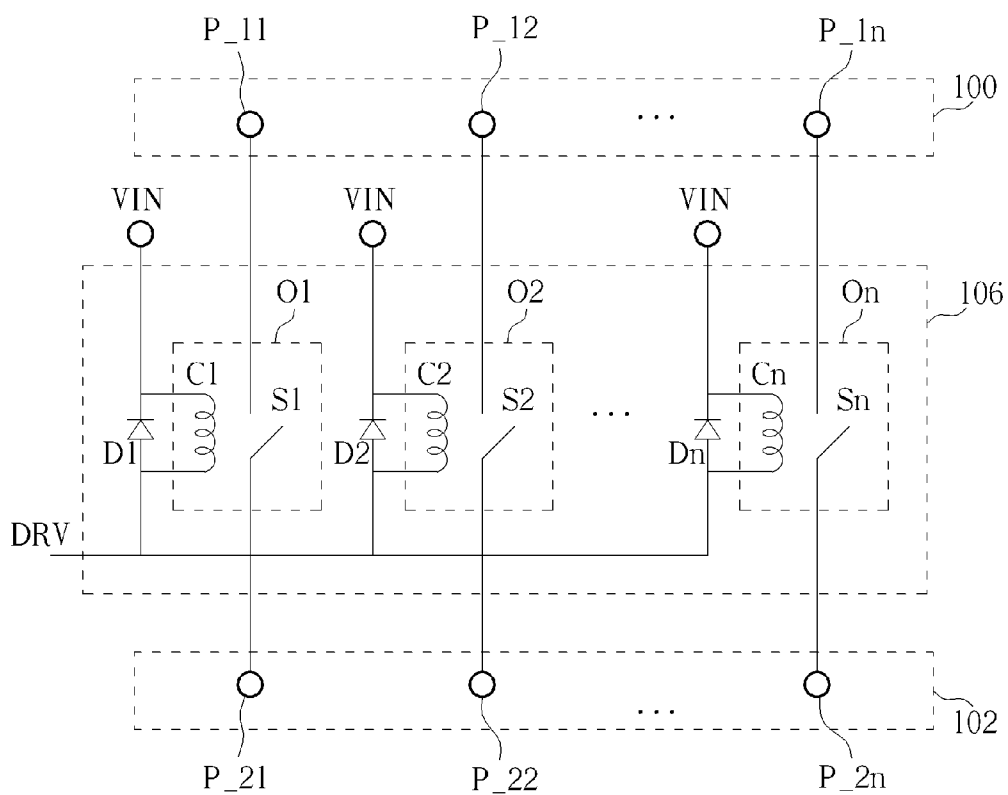 P_11 P_12 P_1n
100
...
VIN VIN VIN
O1 O2 On 106
C1 S1 C2 S2 ... Cn Sn
D1 D2 Dn
DRV
...
102
P_21 P_22 P_2n